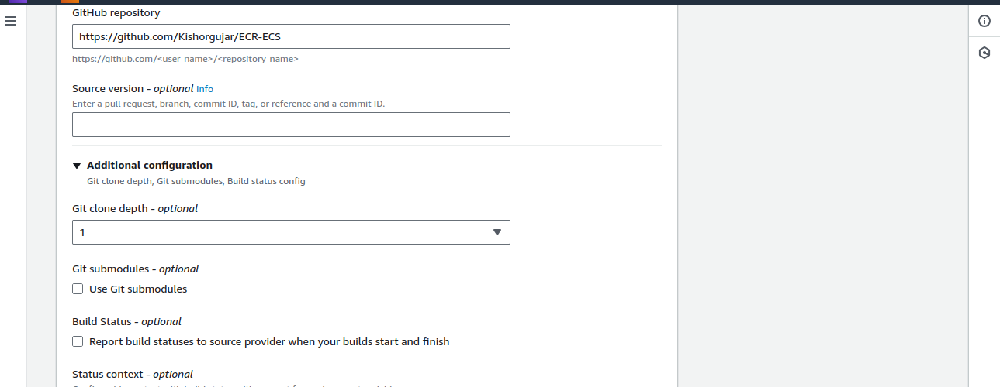 GitHub repository
https://github.com/Kishorgujar/ECR-ECS
https://github.com/<user-name>/<repository-name>
Source version - optional Info
Enter a pull request, branch, commit ID, tag, or reference and a commit ID.
Additional configuration
Git clone depth, Git submodules, Build status config
Git clone depth - optional
1
Git submodules - optional
Use Git submodules
Build Status - optional
Report build statuses to source provider when your builds start and finish
Status context - optional